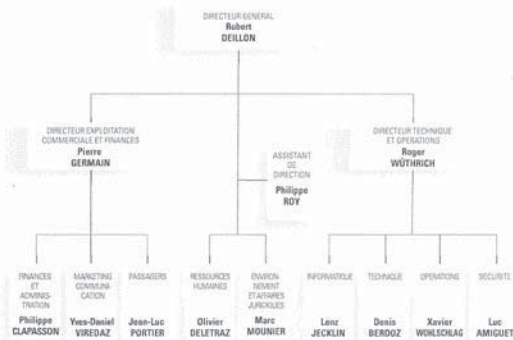 DIRECTEUR GENERAL
Robert
DEILLON
DIRECTEUR EXPLOITATION
COMMERCIALE ET FINANCES
Pierre
GERMAIN
DIRECTEUR TECHNIQUE
ET OPERATIONS
Roger
WÜTHRICH
ASSISTANT
DE
DIRECTION
Philippe
ROY
FINANCES
ET
ADMINIS-
TRATION
Philippe
CLAPASSON
MARKETING
COMMUNI-
CATION
Yves-Daniel
VIREDAZ
PASSAGERS
Jean-Luc
PORTIER
RESSOURCES
HUMAINES
Olivier
DELETRAZ
ENVIRON-
NEMENT
ET AFFAIRES
JURIDIQUES
Marc
MOUNIER
INFORMATIQUE
Lenz
JECKLIN
TECHNIQUE
Denis
BERDOZ
OPERATIONS
Xavier
WOHLSCHLAG
SECURITE
Luc
AMIGUET